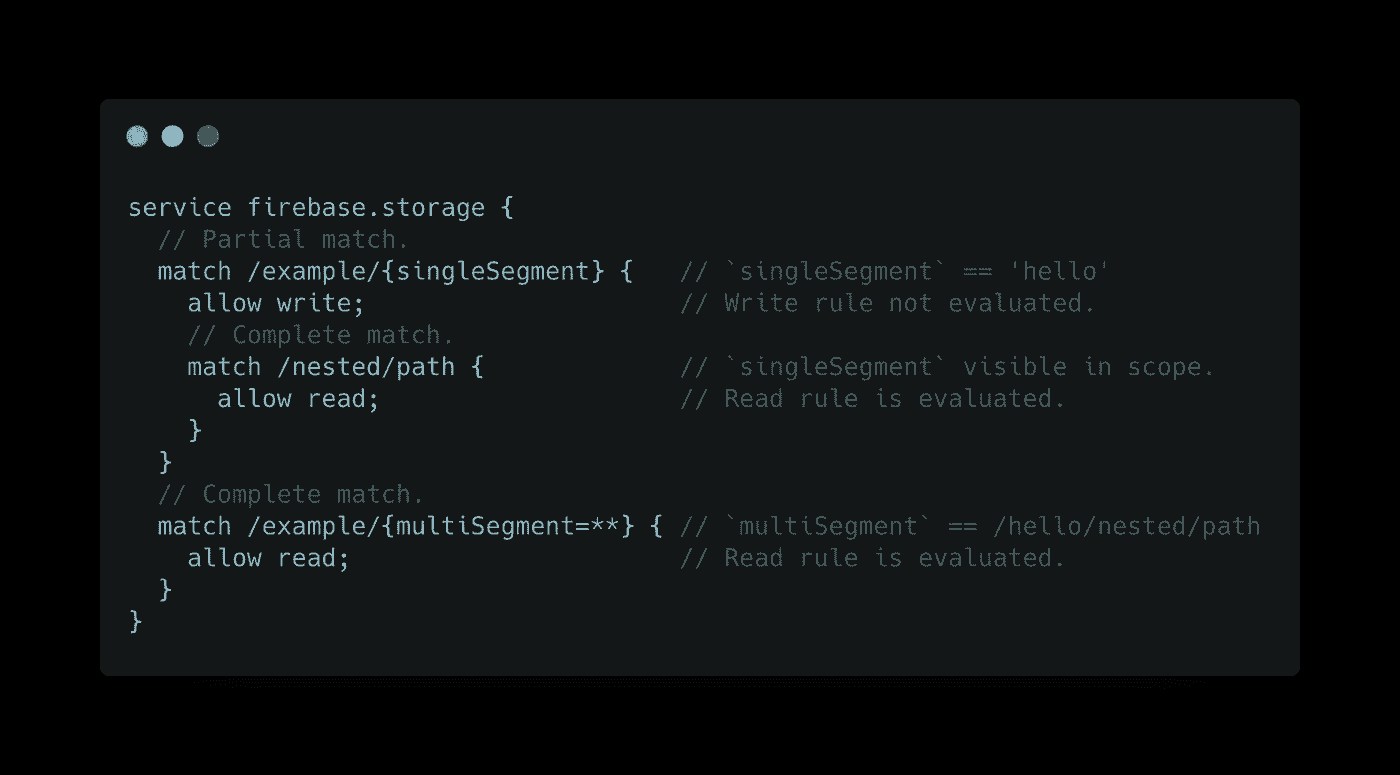 service firebase.storage {
  // Partial match.
  match /example/{singleSegment} {   // `singleSegment` == 'hello'
    allow write;                     // Write rule not evaluated.
    // Complete match.
    match /nested/path {             // `singleSegment` visible in scope.
      allow read;                    // Read rule is evaluated.
    }
  }
  // Complete match.
  match /example/{multiSegment=**} { // `multiSegment` == /hello/nested/path
    allow read;                      // Read rule is evaluated.
  }
}